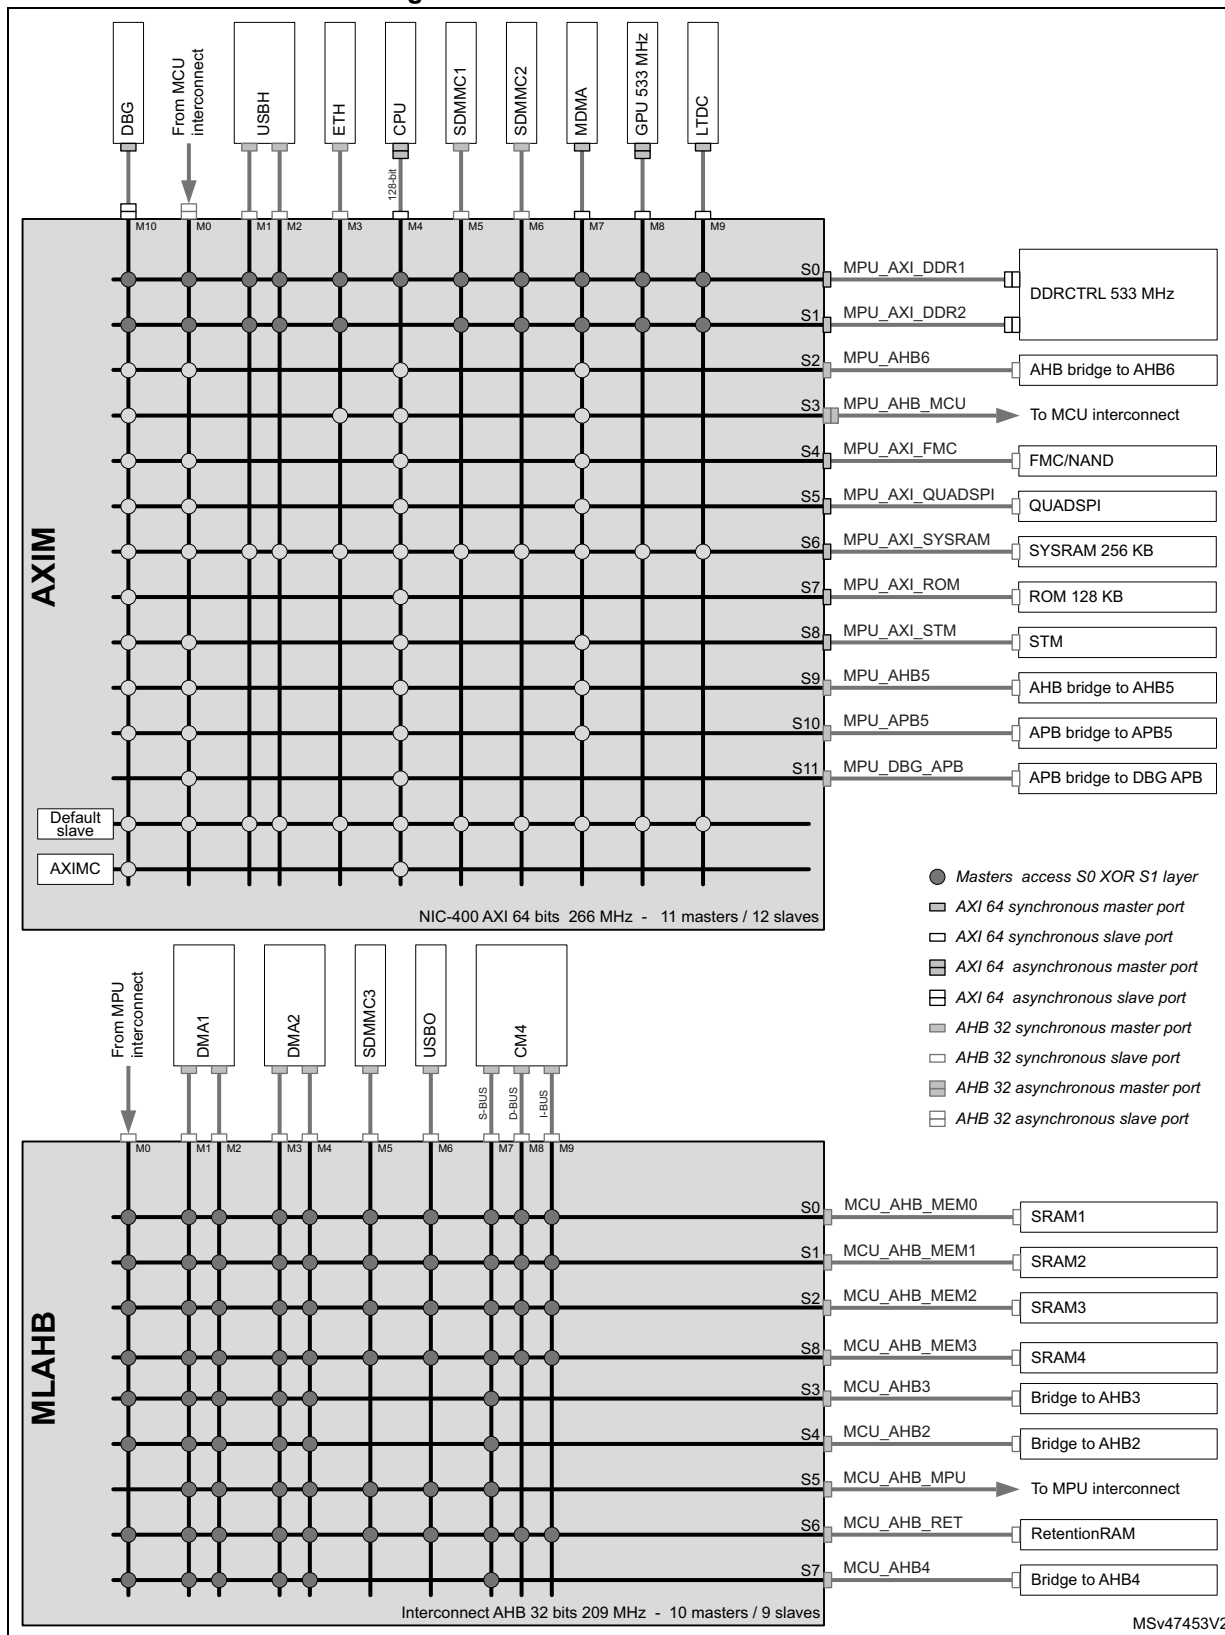 DBG
From MCU
interconnect
USBH
ETH
CPU
SDMMC1
SDMMC2
MDMA
GPU 533 MHz
LTDC
128-bit
M10
M0
M1
M2
M3
M4
M5
M6
M7
M8
M9
AXIM
S0 MPU_AXI_DDR1
DDRCTRL 533 MHz
S1 MPU_AXI_DDR2
S2 MPU_AHB6 AHB bridge to AHB6
S3 MPU_AHB_MCU To MCU interconnect
S4 MPU_AXI_FMC FMC/NAND
S5 MPU_AXI_QUADSPI QUADSPI
S6 MPU_AXI_SYSRAM SYSRAM 256 KB
S7 MPU_AXI_ROM ROM 128 KB
S8 MPU_AXI_STM STM
S9 MPU_AHB5 AHB bridge to AHB5
S10 MPU_APB5 APB bridge to APB5
S11 MPU_DBG_APB APB bridge to DBG APB
Default
slave
AXIMC
NIC-400 AXI 64 bits 266 MHz - 11 masters / 12 slaves
Masters access S0 XOR S1 layer
AXI 64 synchronous master port
AXI 64 synchronous slave port
AXI 64 asynchronous master port
AXI 64 asynchronous slave port
AHB 32 synchronous master port
AHB 32 synchronous slave port
AHB 32 asynchronous master port
AHB 32 asynchronous slave port
From MPU
interconnect
DMA1
DMA2
SDMMC3
USBO
CM4
S-BUS
D-BUS
I-BUS
M0
M1
M2
M3
M4
M5
M6
M7
M8
M9
MLAHB
S0 MCU_AHB_MEM0 SRAM1
S1 MCU_AHB_MEM1 SRAM2
S2 MCU_AHB_MEM2 SRAM3
S8 MCU_AHB_MEM3 SRAM4
S3 MCU_AHB3 Bridge to AHB3
S4 MCU_AHB2 Bridge to AHB2
S5 MCU_AHB_MPU To MPU interconnect
S6 MCU_AHB_RET RetentionRAM
S7 MCU_AHB4 Bridge to AHB4
Interconnect AHB 32 bits 209 MHz - 10 masters / 9 slaves
MSv47453V2